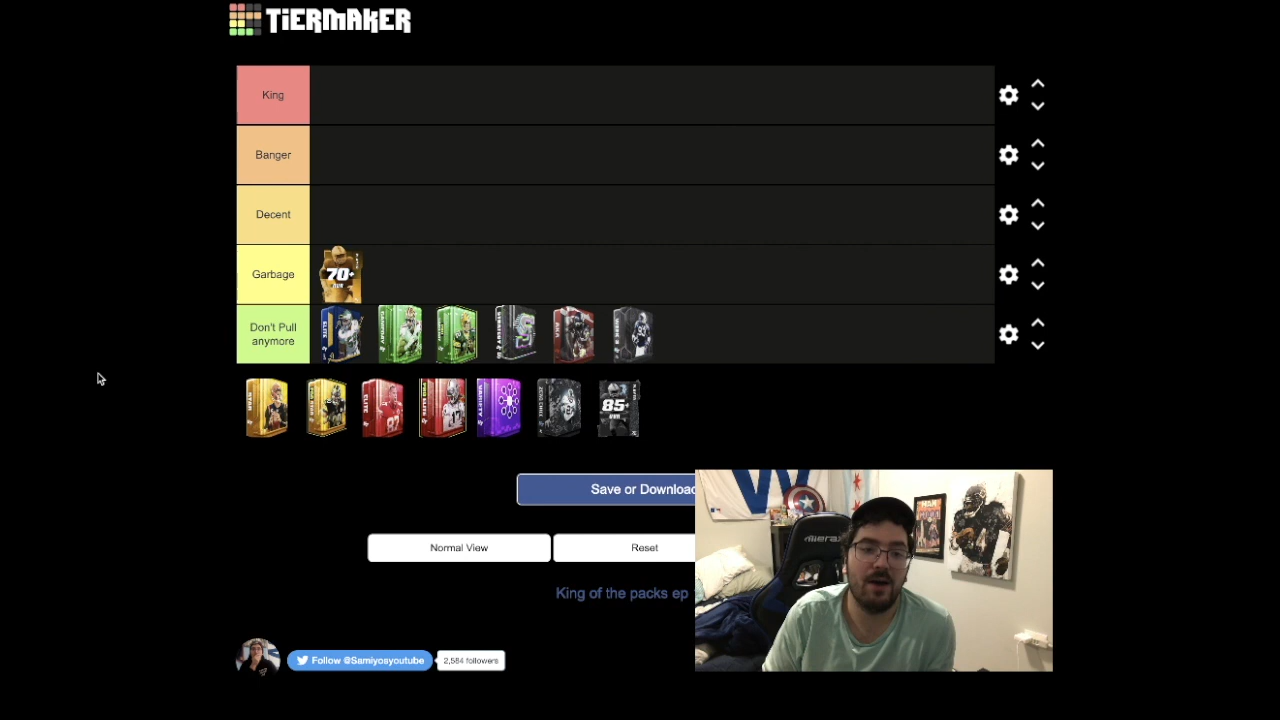 TiERMAKER
King
Banger
Decent
Garbage
70+
Don't Pull
anymore
ELITE
85+
Save or Download
Normal View
Reset
King of the packs ep
Follow @Samiyosyoutube
2,584 followers